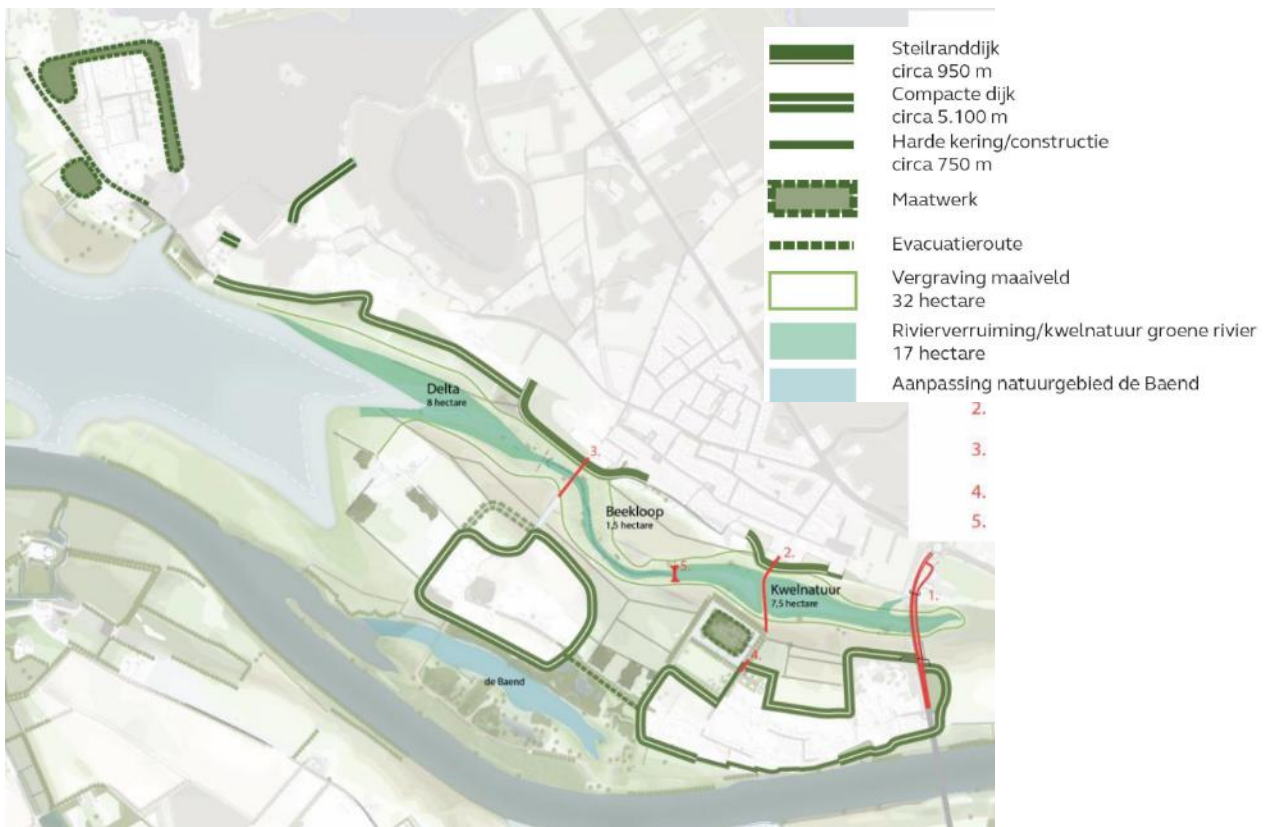 Steilranddijk
circa 950 m
Compacte dijk
circa 5.100 m
Harde kering/constructie
circa 750 m
Maatwerk
Evacuatieroute
Vergraving maaiveld
32 hectare
Rivierverruiming/kwelnatuur groene rivier
17 hectare
Aanpassing natuurgebied de Baend
2.
3.
4.
5.
Delta
8 hectare
3.
Beekloop
1,5 hectare
5.
2.
Kwelnatuur
7,5 hectare
1.
4.
de Baend